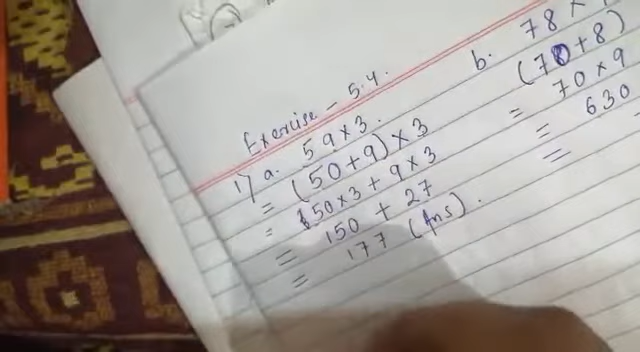 Exercise - 5.4.
1) a. 59 × 3.
= (50+9) × 3
= 50×3 + 9×3
= 150 + 27
= 177 (Ans).
b. 78 ×
(70+8)
= 70 × 9
= 630
=